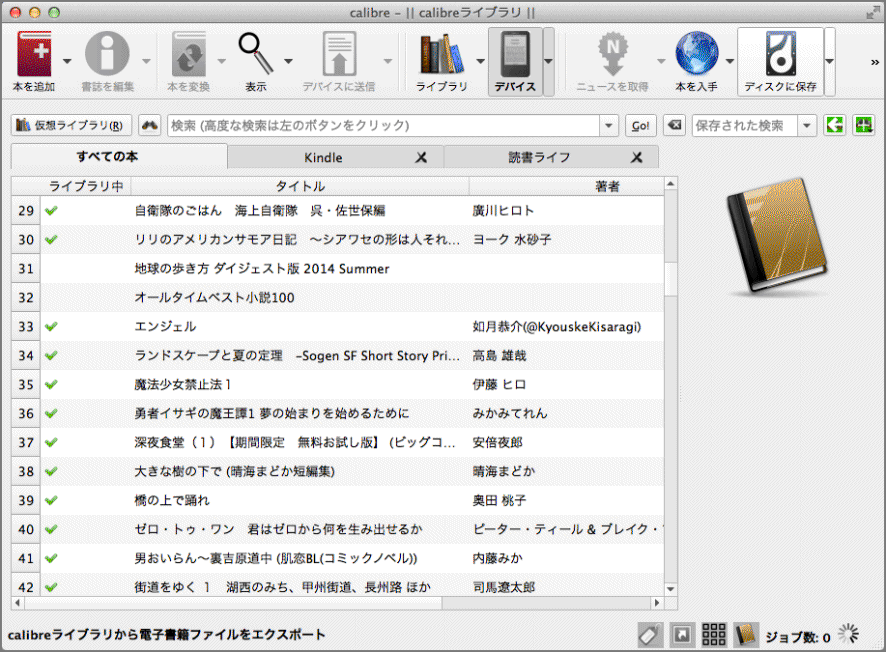 calibre – || calibreライブラリ ||
本を追加 書誌を編集 本を変換 表示 デバイスに送信 ライブラリ デバイス ニュースを取得 本を入手 ディスクに保存 »
仮想ライブラリ(R) 検索 (高度な検索は左のボタンをクリック) Go! 保存された検索
すべての本 Kindle 読書ライフ
ライブラリ中 タイトル 著者
29 自衛隊のごはん 海上自衛隊 呉・佐世保編 廣川ヒロト
30 リリのアメリカンサモア日記 〜シアワセの形は人それ... ヨーク 水砂子
31 地球の歩き方 ダイジェスト版 2014 Summer
32 オールタイムベスト小説100
33 エンジェル 如月恭介(@KyouskeKisaragi)
34 ランドスケープと夏の定理 –Sogen SF Short Story Pri... 高島 雄哉
35 魔法少女禁止法 1 伊藤 ヒロ
36 勇者イサギの魔王譚1 夢の始まりを始めるために みかみてれん
37 深夜食堂（１）【期間限定 無料お試し版】 (ビッグコ... 安倍夜郎
38 大きな樹の下で (晴海まどか短編集) 晴海まどか
39 橋の上で踊れ 奥田 桃子
40 ゼロ・トゥ・ワン 君はゼロから何を生み出せるか ピーター・ティール & ブレイク・
41 男おいらん〜裏吉原道中 (肌恋BL(コミックノベル)) 内藤みか
42 街道をゆく １ 湖西のみち、甲州街道、長州路 ほか 司馬遼太郎
calibreライブラリから電子書籍ファイルをエクスポート ジョブ数: 0